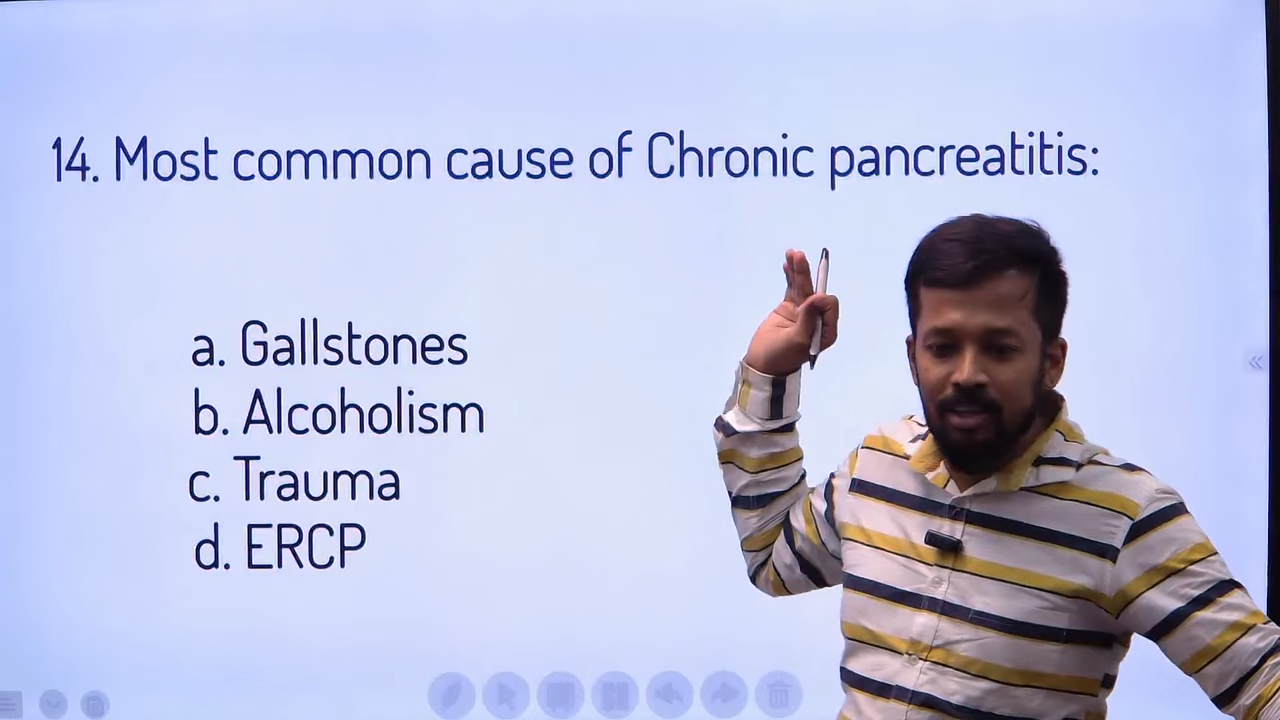 14. Most common cause of Chronic pancreatitis:
a. Gallstones
b. Alcoholism
c. Trauma
d. ERCP